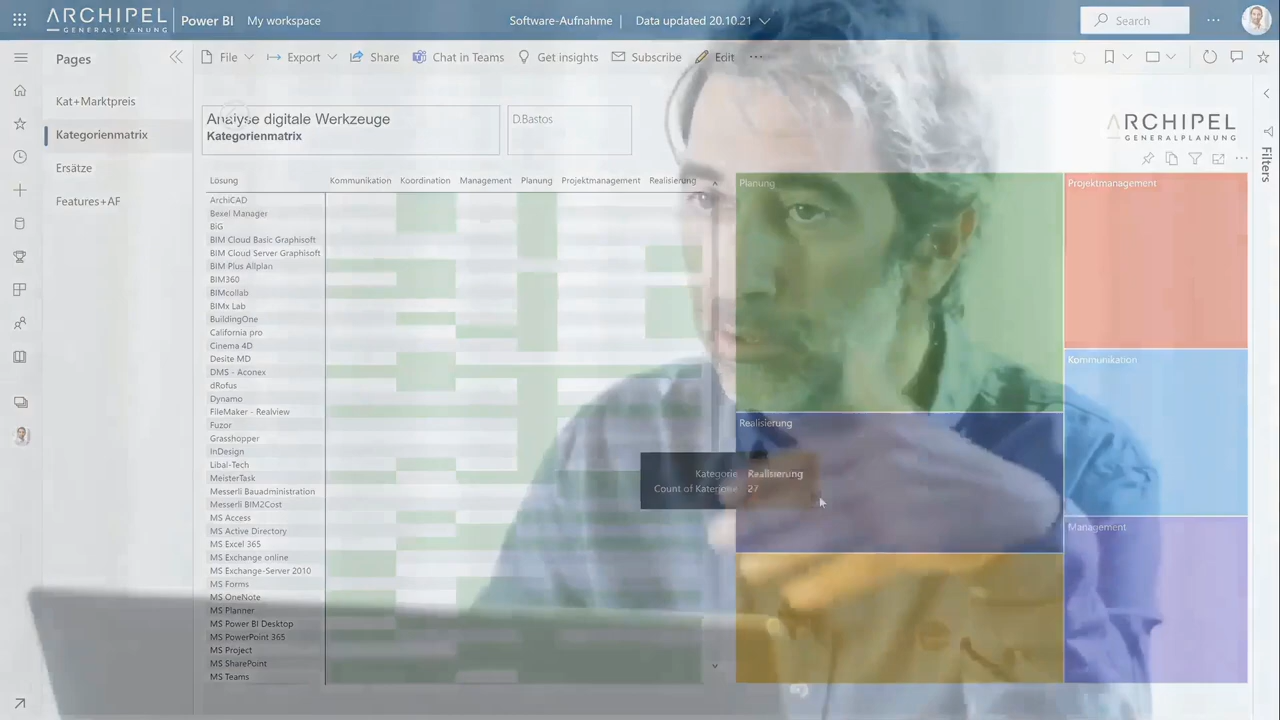 ARCHIPEL
GENERALPLANUNG
Power BI
My workspace
Software-Aufnahme
Data updated 20.10.21
Search
Pages
File
Export
Share
Chat in Teams
Get insights
Subscribe
Edit
Kat+Marktpreis
Kategorienmatrix
Ersätze
Features+AF
Analyse digitale Werkzeuge
Kategorienmatrix
D.Bastos
ARCHIPEL
GENERALPLANUNG
Filters
Lösung Kommunikation Koordination Management Planung Projektmanagement Realisierung
ArchiCAD
Bexel Manager
BiG
BIM Cloud Basic Graphisoft
BIM Cloud Server Graphisoft
BIM Plus Allplan
BIM360
BIMcollab
BIMx Lab
BuildingOne
California pro
Cinema 4D
Desite MD
DMS - Aconex
dRofus
Dynamo
FileMaker - Realview
Fuzor
Grasshopper
InDesign
Libal-Tech
MeisterTask
Messerli Bauadministration
Messerli BIM2Cost
MS Access
MS Active Directory
MS Excel 365
MS Exchange online
MS Exchange-Server 2010
MS Forms
MS OneNote
MS Planner
MS Power BI Desktop
MS PowerPoint 365
MS Project
MS SharePoint
MS Teams
Planung
Projektmanagement
Kommunikation
Realisierung
Kategorie Realisierung
Count of Katerions 27
Management